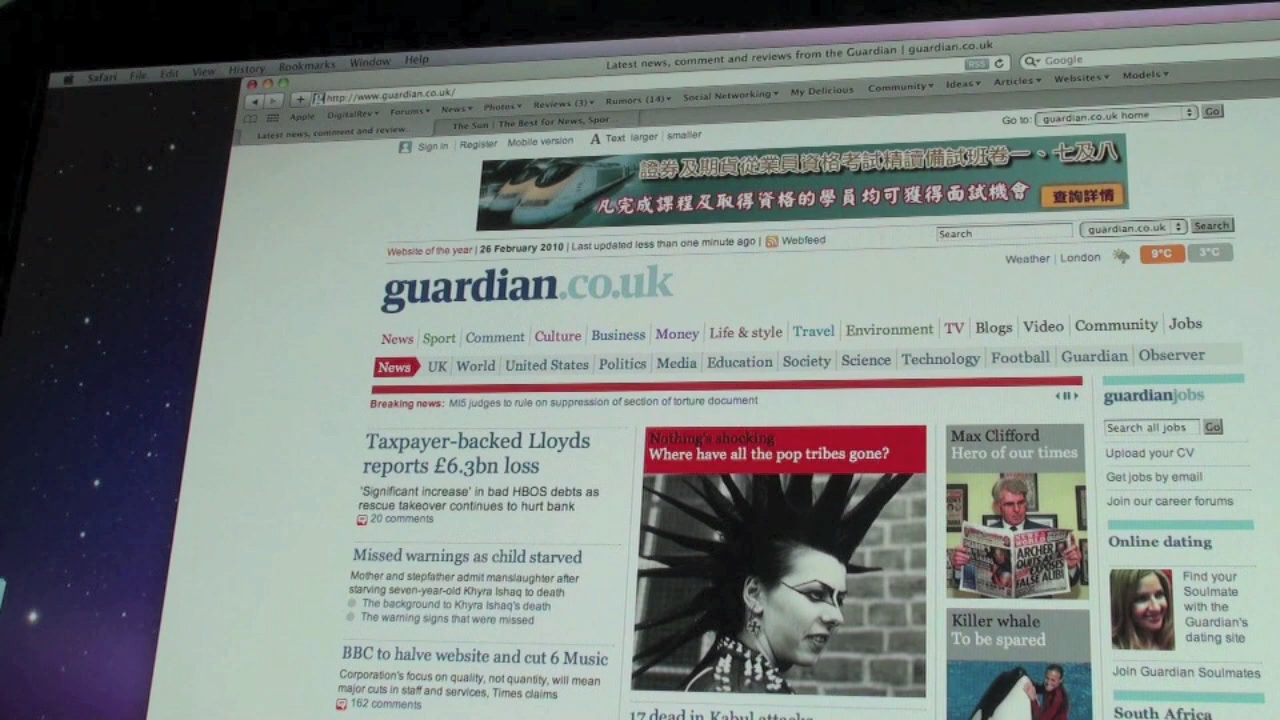 Safari File Edit View History Bookmarks Window Help
Latest news, comment and reviews from the Guardian | guardian.co.uk
http://www.guardian.co.uk/
RSS
Google
Apple DigitalRev Forums News Photos Reviews (3) Rumors (14) Social Networking My Delicious Community Ideas Articles Websites Models
Latest news, comment and review...
The Sun | The Best for News, Spor...
Sign in Register Mobile version A Text larger | smaller
Go to: guardian.co.uk home Go
證券及期貨從業員資格考試精讀備試班卷一、七及八
凡完成課程及取得資格的學員均可獲得面試機會
查詢詳情
Website of the year | 26 February 2010 | Last updated less than one minute ago | Webfeed
Search guardian.co.uk Search
Weather | London 9°C 3°C
guardian.co.uk
News Sport Comment Culture Business Money Life & style Travel Environment TV Blogs Video Community Jobs
News UK World United States Politics Media Education Society Science Technology Football Guardian Observer
Breaking news: MI5 judges to rule on suppression of section of torture document
Taxpayer-backed Lloyds
reports £6.3bn loss
'Significant increase' in bad HBOS debts as
rescue takeover continues to hurt bank
20 comments
Missed warnings as child starved
Mother and stepfather admit manslaughter after
starving seven-year-old Khyra Ishaq to death
The background to Khyra Ishaq's death
The warning signs that were missed
BBC to halve website and cut 6 Music
Corporation's focus on quality, not quantity, will mean
major cuts in staff and services, Times claims
162 comments
Nothing's shocking
Where have all the pop tribes gone?
17 dead in Kabul attacks
Max Clifford
Hero of our times
NEWS WORLD
ARCHER
QUITS AS
EXPOSES
FALSE ALIBI
Killer whale
To be spared
guardianjobs
Search all jobs Go
Upload your CV
Get jobs by email
Join our career forums
Online dating
Find your
Soulmate
with the
Guardian's
dating site
Join Guardian Soulmates
South Africa